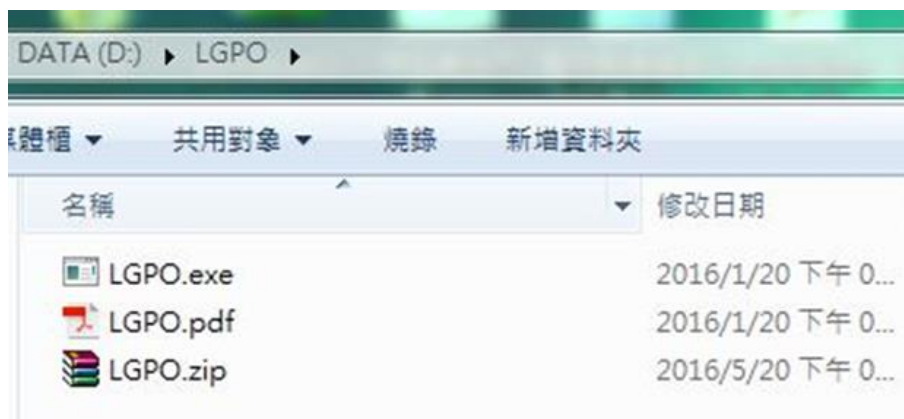 DATA (D:) ▸ LGPO ▸
體櫃 ▾ 共用對象 ▾ 燒錄 新增資料夾
名稱 修改日期
LGPO.exe 2016/1/20 下午 0...
LGPO.pdf 2016/1/20 下午 0...
LGPO.zip 2016/5/20 下午 0...